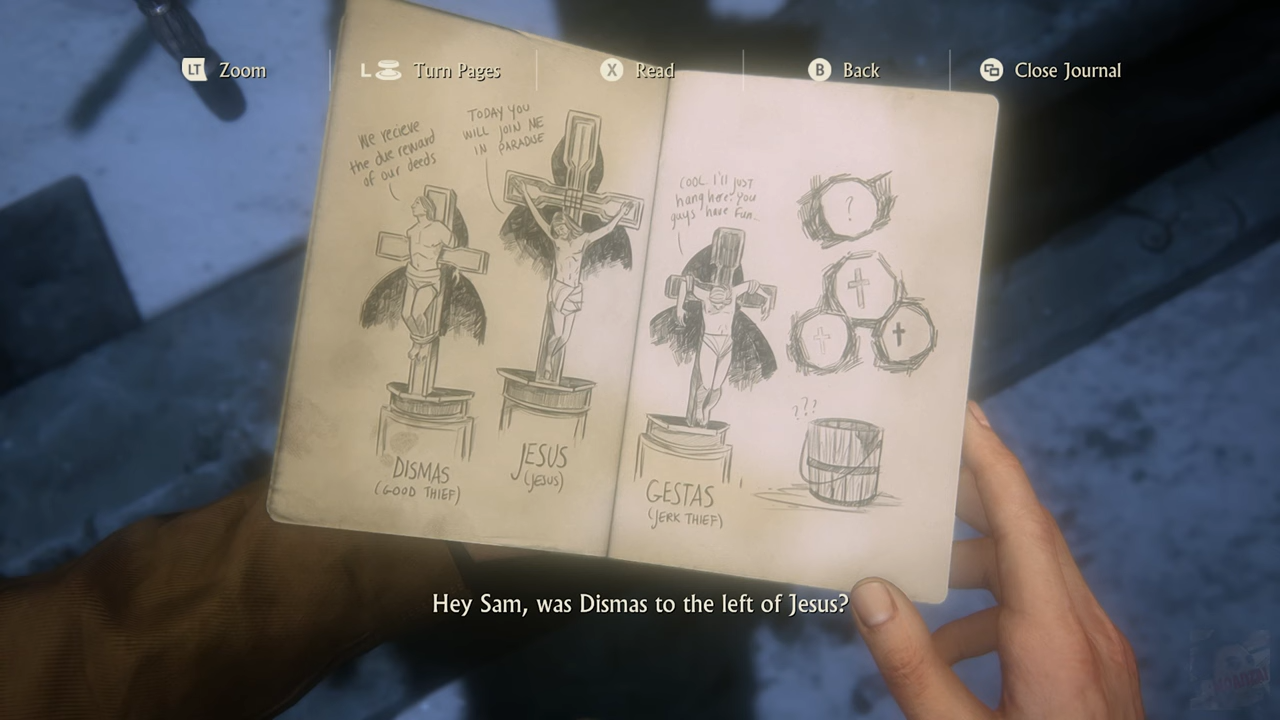 LT Zoom
L Turn Pages
X Read
B Back
Close Journal
We recieve
the due reward
of our deeds
TODAY YOU
WILL JOIN ME
IN PARADISE
COOL. I'll JUST
hang here. you
guys have fun..
?
???
DISMAS
(GOOD THIEF)
JESUS
(JESUS)
GESTAS
(JERK THIEF)
Hey Sam, was Dismas to the left of Jesus?